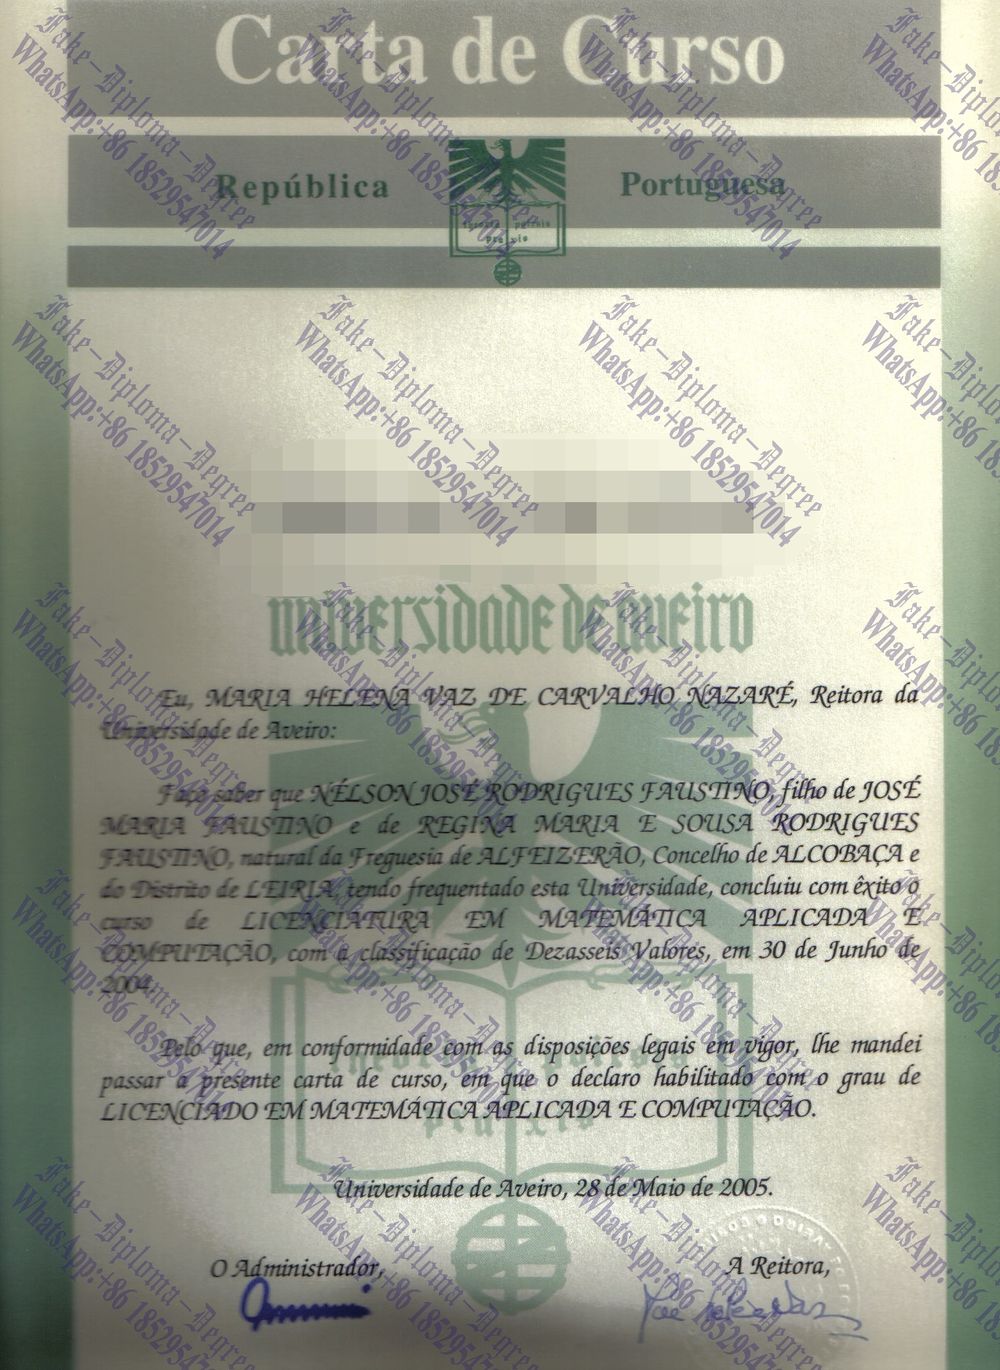 Carta de Curso
República Portuguesa
theoria poiesis
praxis
universidade de aveiro
Eu, MARIA HELENA VAZ DE CARVALHO NAZARÉ, Reitora da
Universidade de Aveiro:
Faço saber que NÉLSON JOSÉ RODRIGUES FAUSTINO, filho de JOSÉ
MARIA FAUSTINO e de REGINA MARIA E SOUSA RODRIGUES
FAUSTINO, natural da Freguesia de ALFEIZERÃO, Concelho de ALCOBAÇA e
do Distrito de LEIRIA, tendo frequentado esta Universidade, concluiu com êxito o
curso de LICENCIATURA EM MATEMÁTICA APLICADA E
COMPUTAÇÃO, com a classificação de Dezasseis Valores, em 30 de Junho de
2004.
Pelo que, em conformidade com as disposições legais em vigor, lhe mandei
passar a presente carta de curso, em que o declaro habilitado com o grau de
LICENCIADO EM MATEMÁTICA APLICADA E COMPUTAÇÃO.
Universidade de Aveiro, 28 de Maio de 2005.
O Administrador, A Reitora,
Fake-Diploma-Degree
WhatsApp:+86 18529547014